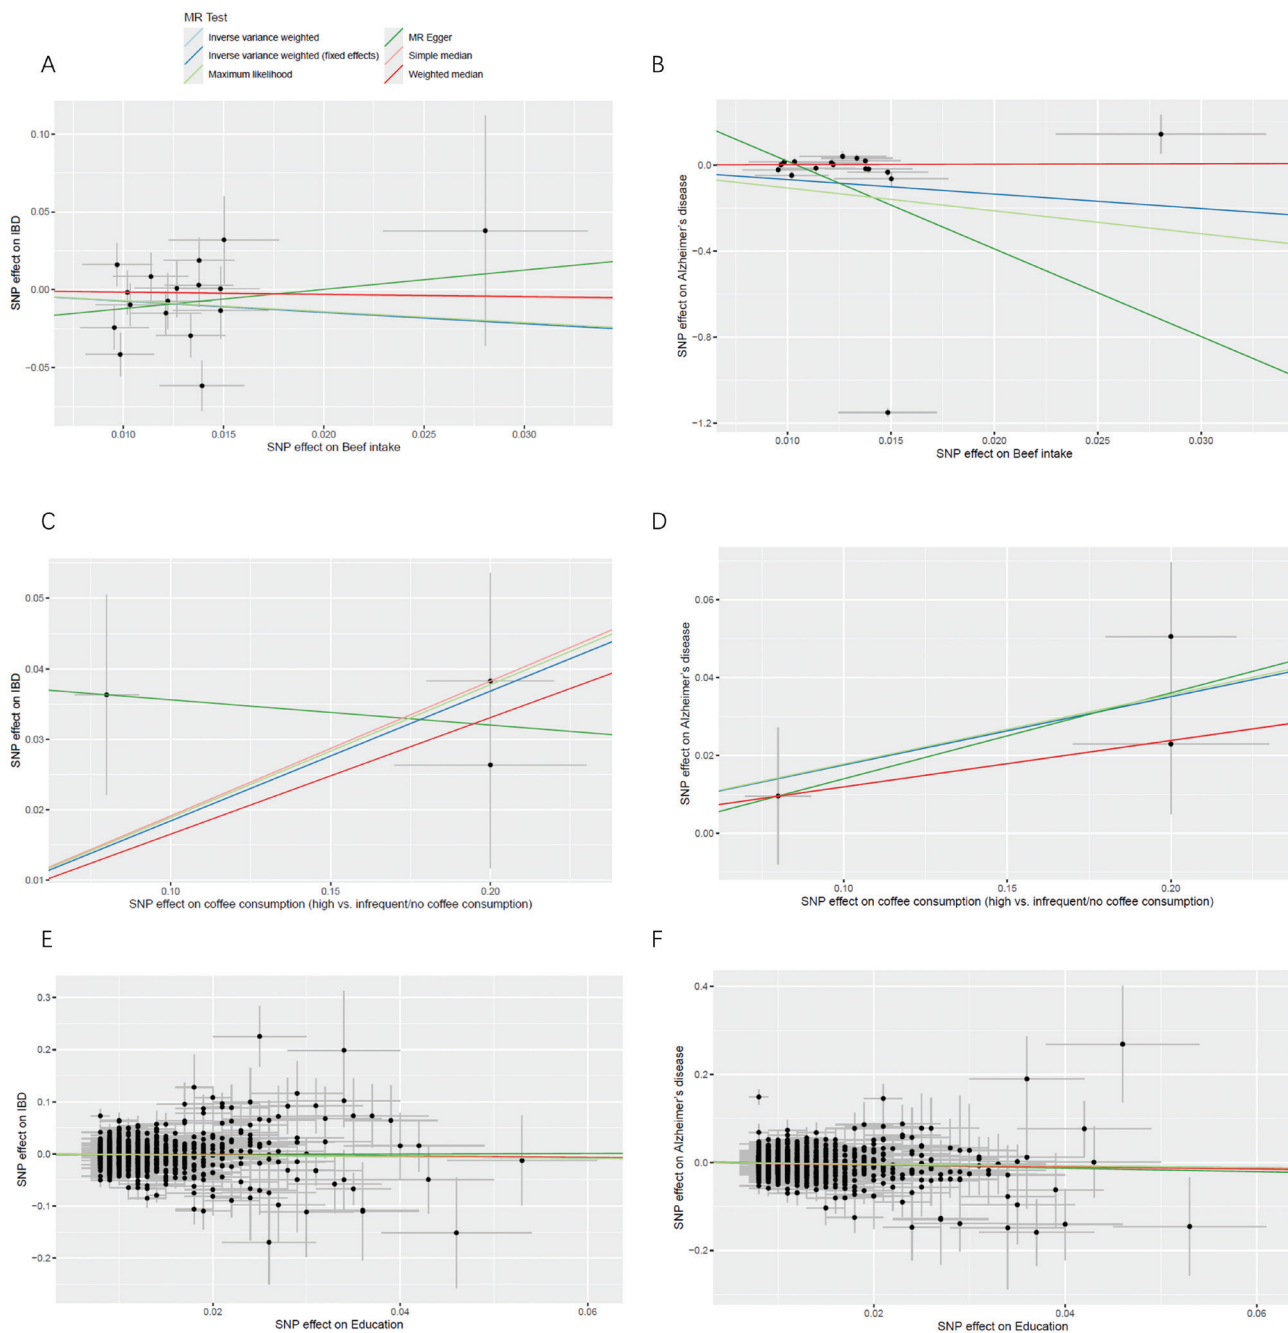 MR Test
Inverse variance weighted
MR Egger
Inverse variance weighted (fixed effects)
Simple median
Maximum likelihood
Weighted median
A
B
0.10
0.05
0.00
−0.05
SNP effect on IBD
0.010
0.015
0.020
0.025
0.030
SNP effect on Beef intake
0.0
−0.4
−0.8
−1.2
SNP effect on Alzheimer's disease
0.010
0.015
0.020
0.025
0.030
SNP effect on Beef intake
C
D
0.05
0.04
0.03
0.02
0.01
SNP effect on IBD
0.10
0.15
0.20
SNP effect on coffee consumption (high vs. infrequent/no coffee consumption)
0.06
0.04
0.02
0.00
SNP effect on Alzheimer's disease
0.10
0.15
0.20
SNP effect on coffee consumption (high vs. infrequent/no coffee consumption)
E
F
0.3
0.2
0.1
0.0
−0.1
−0.2
SNP effect on IBD
0.02
0.04
0.06
SNP effect on Education
0.4
0.2
0.0
−0.2
SNP effect on Alzheimer's disease
0.02
0.04
0.06
SNP effect on Education